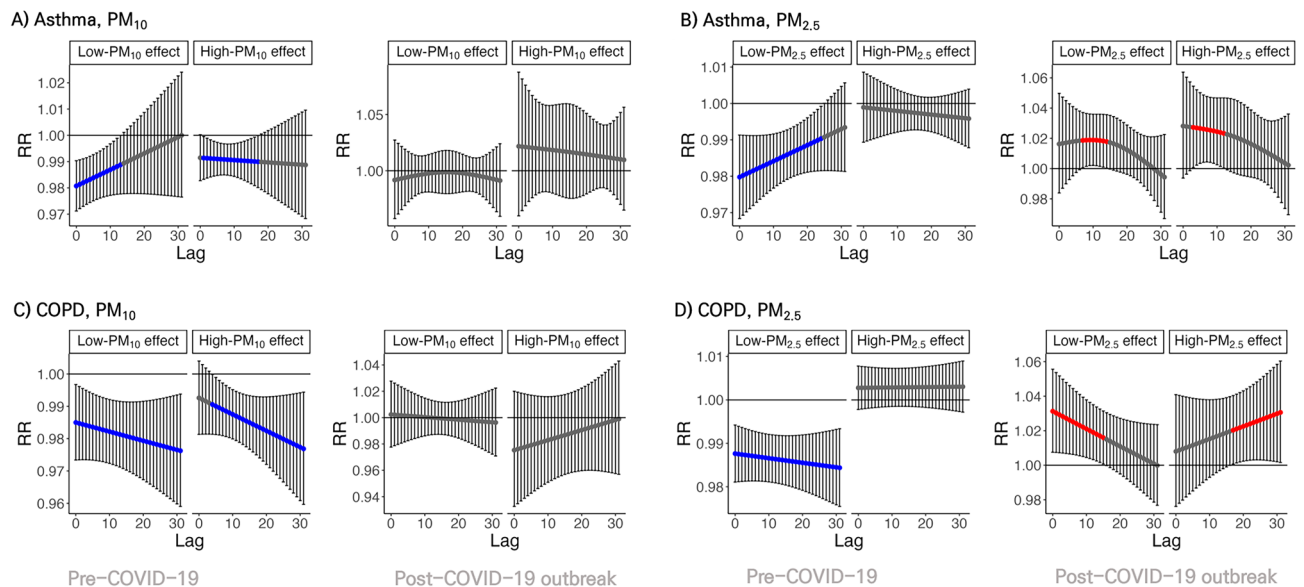 A) Asthma, PM10
B) Asthma, PM2.5
Low-PM10 effect High-PM10 effect
Low-PM10 effect High-PM10 effect
Low-PM2.5 effect High-PM2.5 effect
Low-PM2.5 effect High-PM2.5 effect
RR
1.02
1.01
1.00
0.99
0.98
0.97
0 10 20 30 0 10 20 30
Lag
RR
1.05
1.00
0 10 20 30 0 10 20 30
Lag
RR
1.01
1.00
0.99
0.98
0.97
0 10 20 30 0 10 20 30
Lag
RR
1.06
1.04
1.02
1.00
0.98
0 10 20 30 0 10 20 30
Lag
C) COPD, PM10
D) COPD, PM2.5
Low-PM10 effect High-PM10 effect
Low-PM10 effect High-PM10 effect
Low-PM2.5 effect High-PM2.5 effect
Low-PM2.5 effect High-PM2.5 effect
RR
1.00
0.99
0.98
0.97
0.96
0 10 20 30 0 10 20 30
Lag
RR
1.04
1.02
1.00
0.98
0.96
0.94
0 10 20 30 0 10 20 30
Lag
RR
1.01
1.00
0.99
0.98
0 10 20 30 0 10 20 30
Lag
RR
1.06
1.04
1.02
1.00
0.98
0 10 20 30 0 10 20 30
Lag
Pre-COVID-19
Post-COVID-19 outbreak
Pre-COVID-19
Post-COVID-19 outbreak